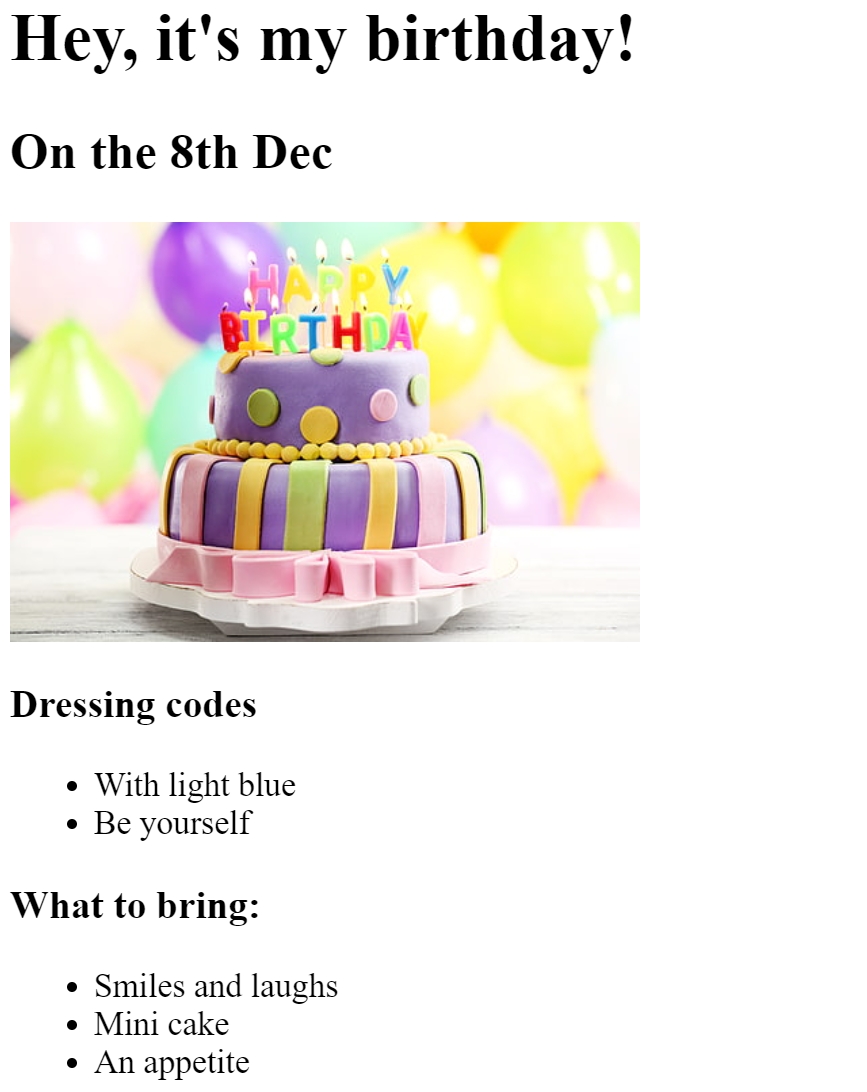 Hey, it's my birthday!
On the 8th Dec
HAPPY
BIRTHDAY
Dressing codes
With light blue
Be yourself
What to bring:
Smiles and laughs
Mini cake
An appetite